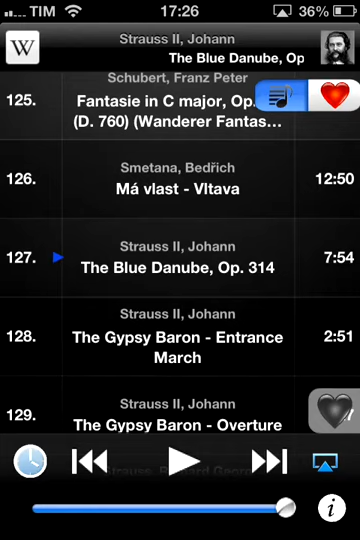 TIM 17:26 36%
W
Strauss II, Johann
The Blue Danube, Op
Schubert, Franz Peter
125. Fantasie in C major, Op.
(D. 760) (Wanderer Fantas...
Smetana, Bedřich
126. Má vlast - Vltava 12:50
Strauss II, Johann
127. The Blue Danube, Op. 314 7:54
Strauss II, Johann
128. The Gypsy Baron - Entrance 2:51
March
Strauss II, Johann
129. The Gypsy Baron - Overture
Strauss, Richard Georg
i